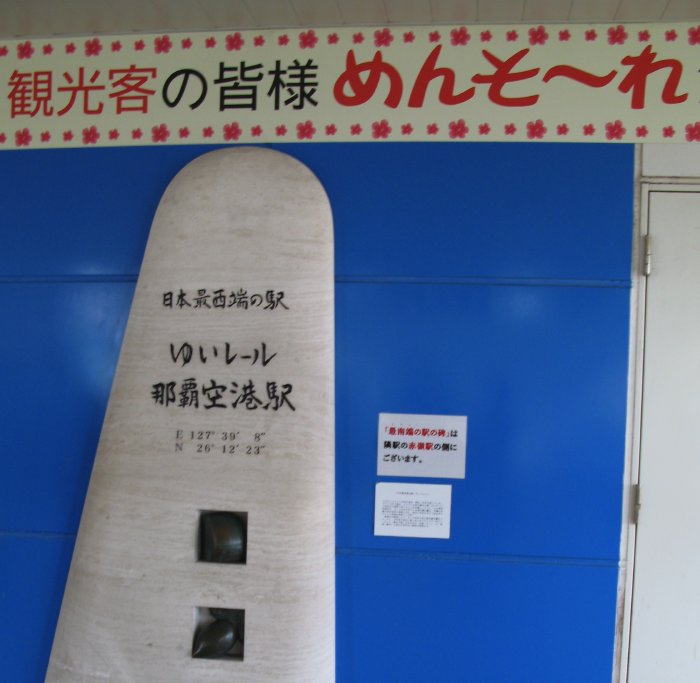 観光客の皆様 めんそ〜れ
日本最西端の駅
ゆいレール
那覇空港駅
E 127° 39′ 8″
N 26° 12′ 23″
「最南端の駅の碑」は
隣駅の赤嶺駅の側に
ございます。